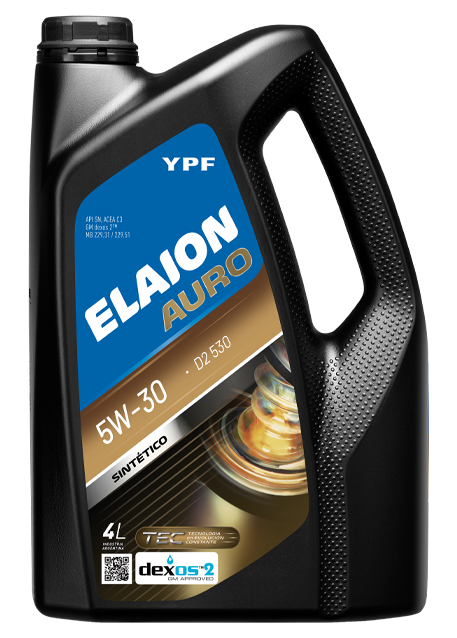 YPF
API SN, ACEA C3
GM dexos 2™
MB 229.31 / 229.51
ELAION
AURO
5W-30 • D2 530
SINTÉTICO
4L
INDUSTRIA
ARGENTINA
TEC
TECNOLOGÍA
en EVOLUCIÓN
CONSTANTE
dexos™2
GM APPROVED